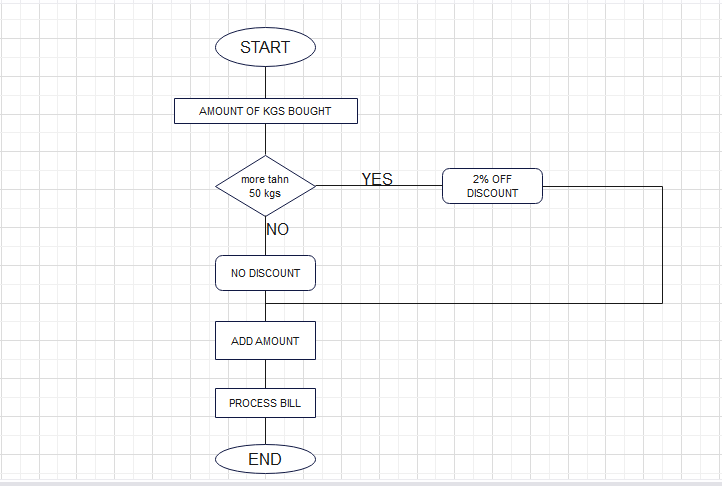 START
AMOUNT OF KGS BOUGHT
more tahn
50 kgs
YES
2% OFF
DISCOUNT
NO
NO DISCOUNT
ADD AMOUNT
PROCESS BILL
END